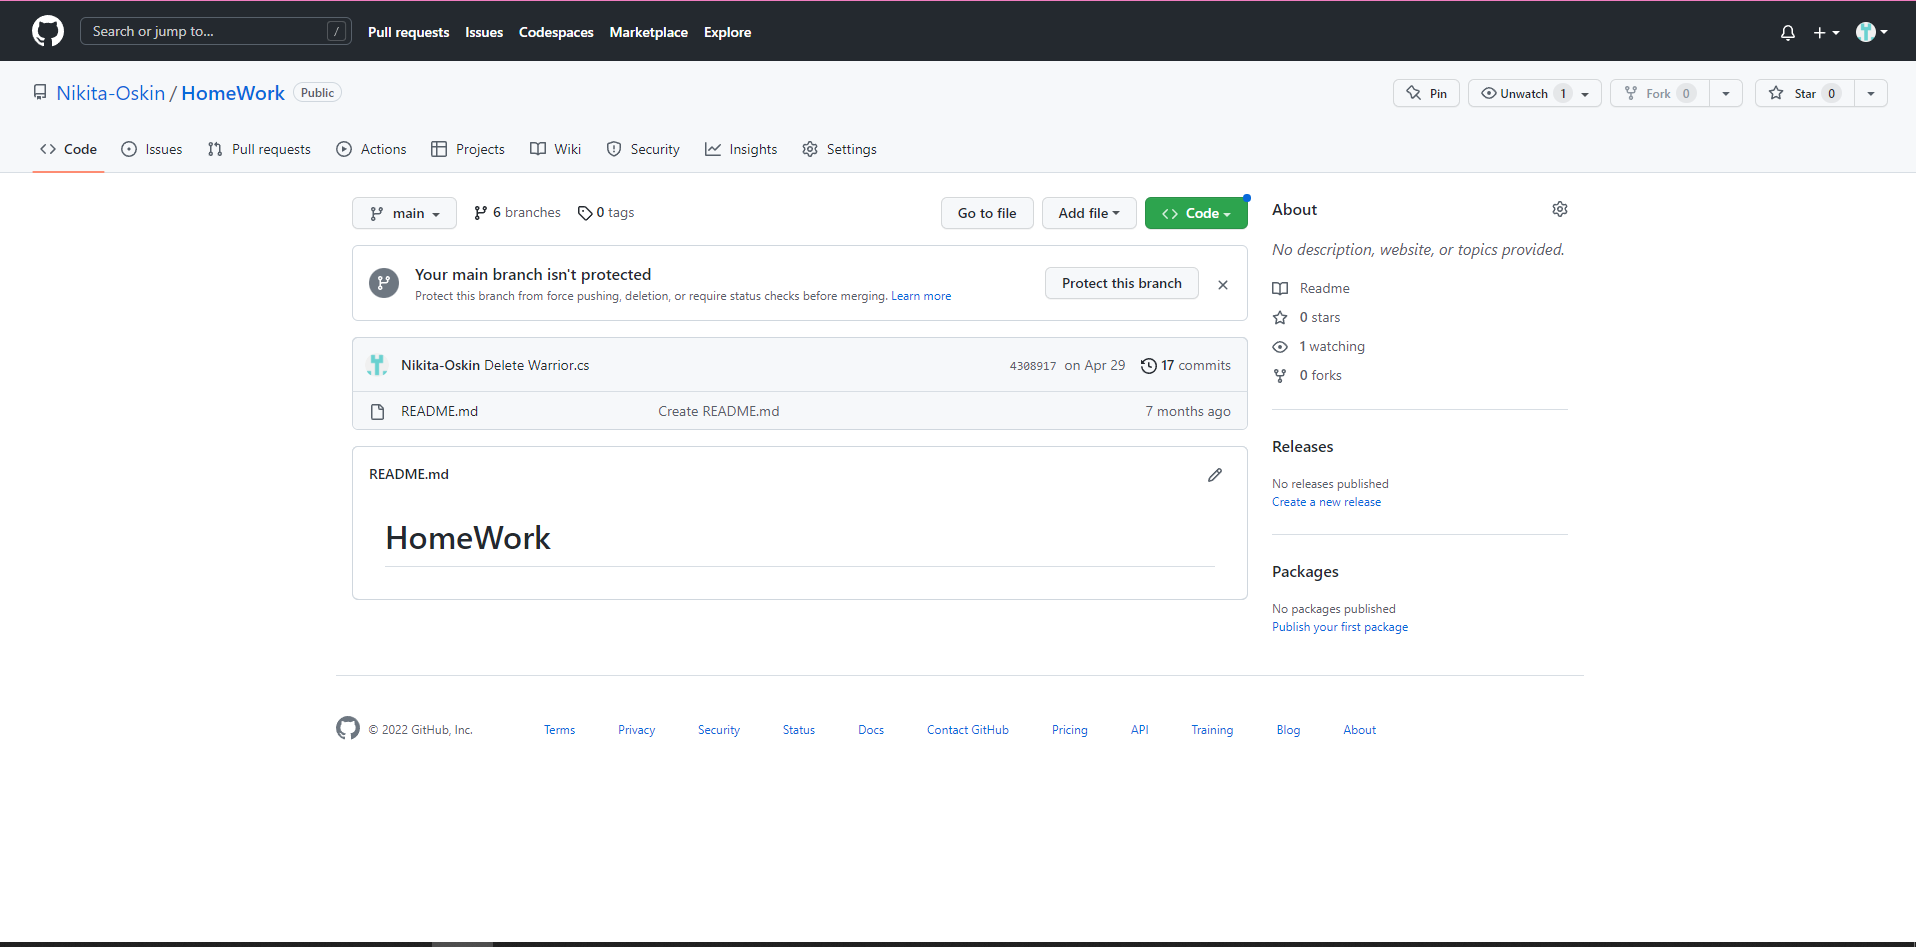 Search or jump to... /
Pull requests Issues Codespaces Marketplace Explore
Nikita-Oskin / HomeWork Public
Pin Unwatch 1 Fork 0 Star 0
Code Issues Pull requests Actions Projects Wiki Security Insights Settings
main 6 branches 0 tags Go to file Add file Code
Your main branch isn't protected
Protect this branch from force pushing, deletion, or require status checks before merging. Learn more
Protect this branch
Nikita-Oskin Delete Warrior.cs 4308917 on Apr 29 17 commits
README.md Create README.md 7 months ago
README.md
HomeWork
About
No description, website, or topics provided.
Readme
0 stars
1 watching
0 forks
Releases
No releases published
Create a new release
Packages
No packages published
Publish your first package
© 2022 GitHub, Inc. Terms Privacy Security Status Docs Contact GitHub Pricing API Training Blog About